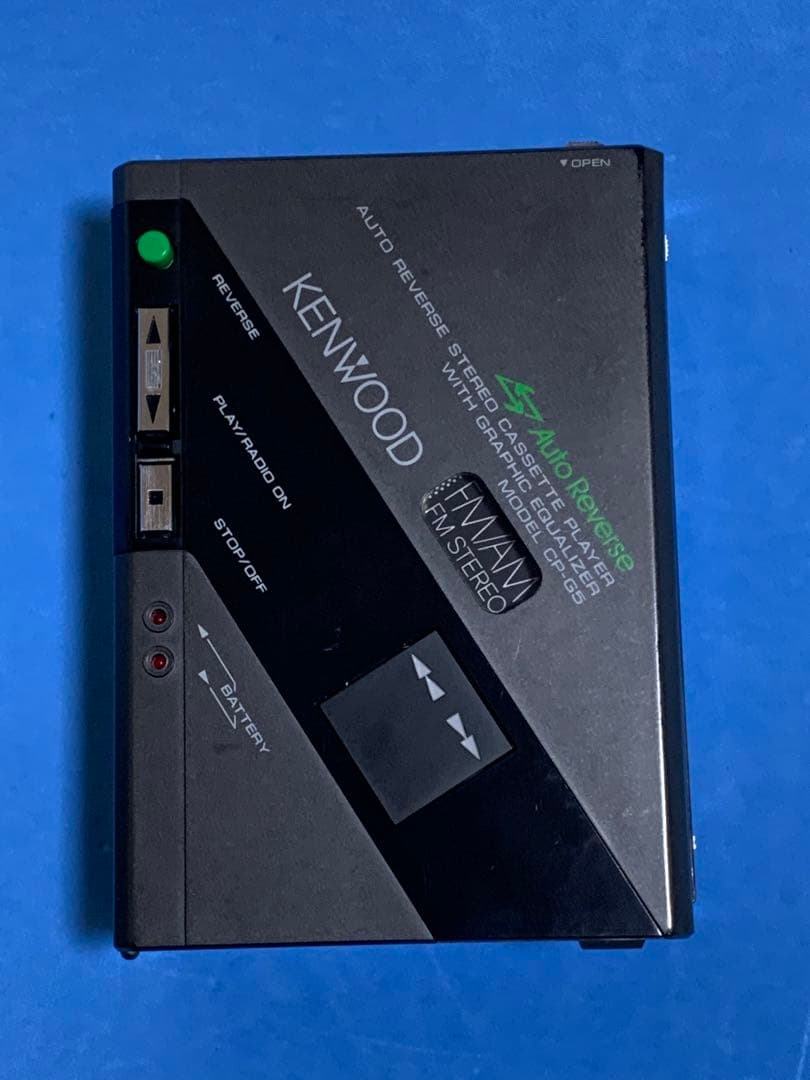 ▼ OPEN
REVERSE
PLAY/RADIO ON
STOP/OFF
BATTERY
KENWOOD
AUTO REVERSE STEREO CASSETTE PLAYER
WITH GRAPHIC EQUALIZER
MODEL CP-G5
Auto Reverse
FM/AM
FM STEREO